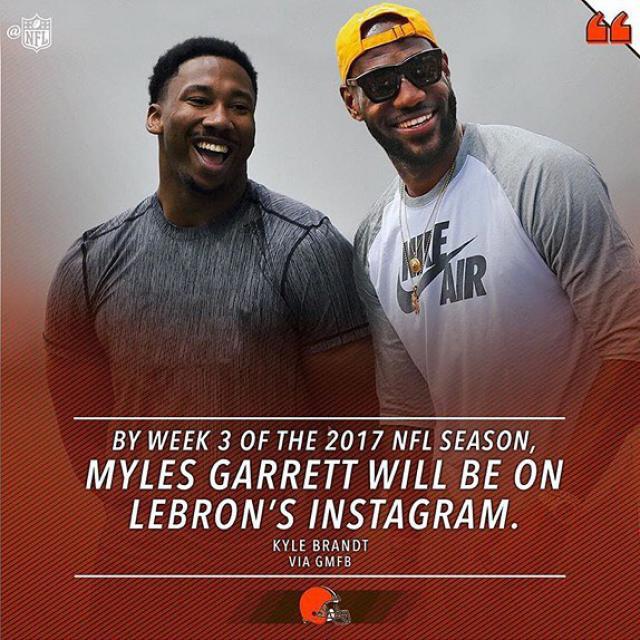 @NFL
NIKE
AIR
BY WEEK 3 OF THE 2017 NFL SEASON,
MYLES GARRETT WILL BE ON
LEBRON'S INSTAGRAM.
KYLE BRANDT
VIA GMFB